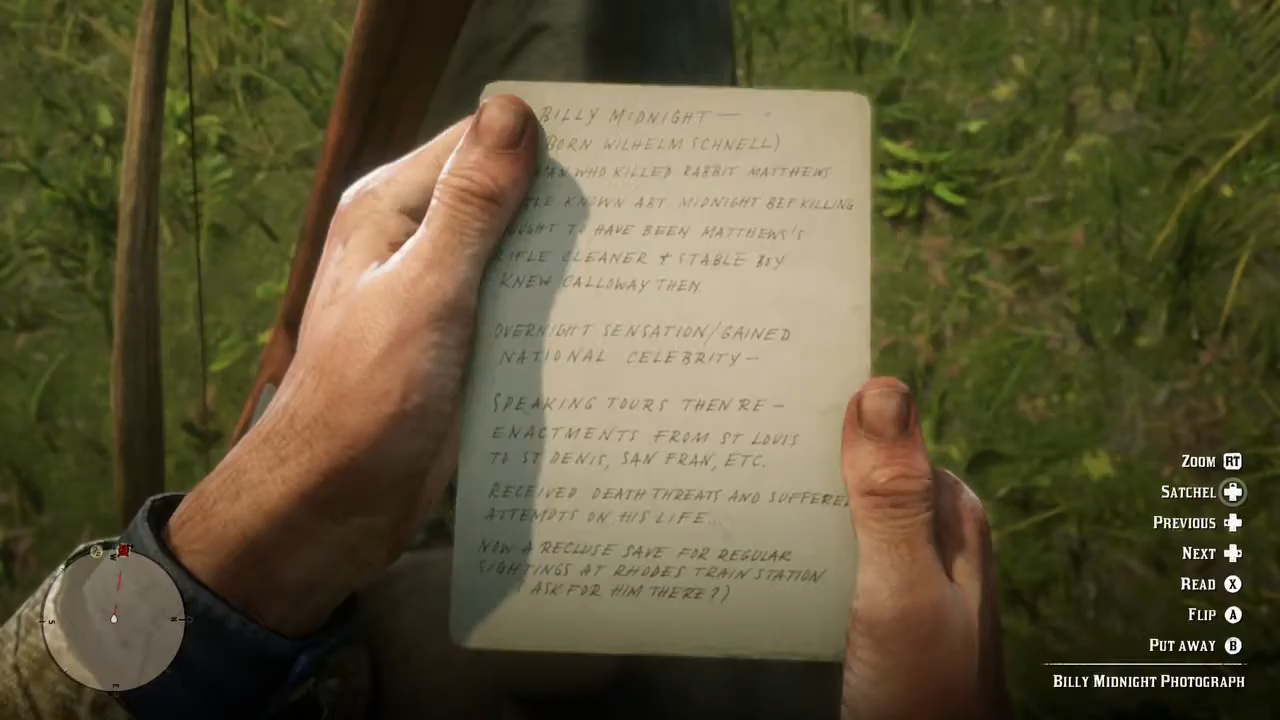 BILLY MIDNIGHT —
(BORN WILHELM SCHNELL)
WHO KILLED RABBIT MATTHEWS
KNOWN ABT MIDNIGHT BEF KILLING
TO HAVE BEEN MATTHEWS'S
RIFLE CLEANER + STABLE BOY
KNEW CALLOWAY THEN.
OVERNIGHT SENSATION/GAINED
NATIONAL CELEBRITY —
SPEAKING TOURS THEN RE —
ENACTMENTS FROM ST LOUIS
TO ST DENIS, SAN FRAN, ETC.
RECEIVED DEATH THREATS AND SUFFERED
ATTEMPTS ON HIS LIFE...
NOW A RECLUSE SAVE FOR REGULAR
SIGHTINGS AT RHODES TRAIN STATION
(ASK FOR HIM THERE?)
ZOOM RT
SATCHEL
PREVIOUS
NEXT
READ X
FLIP A
PUT AWAY B
BILLY MIDNIGHT PHOTOGRAPH
W
S
N
E